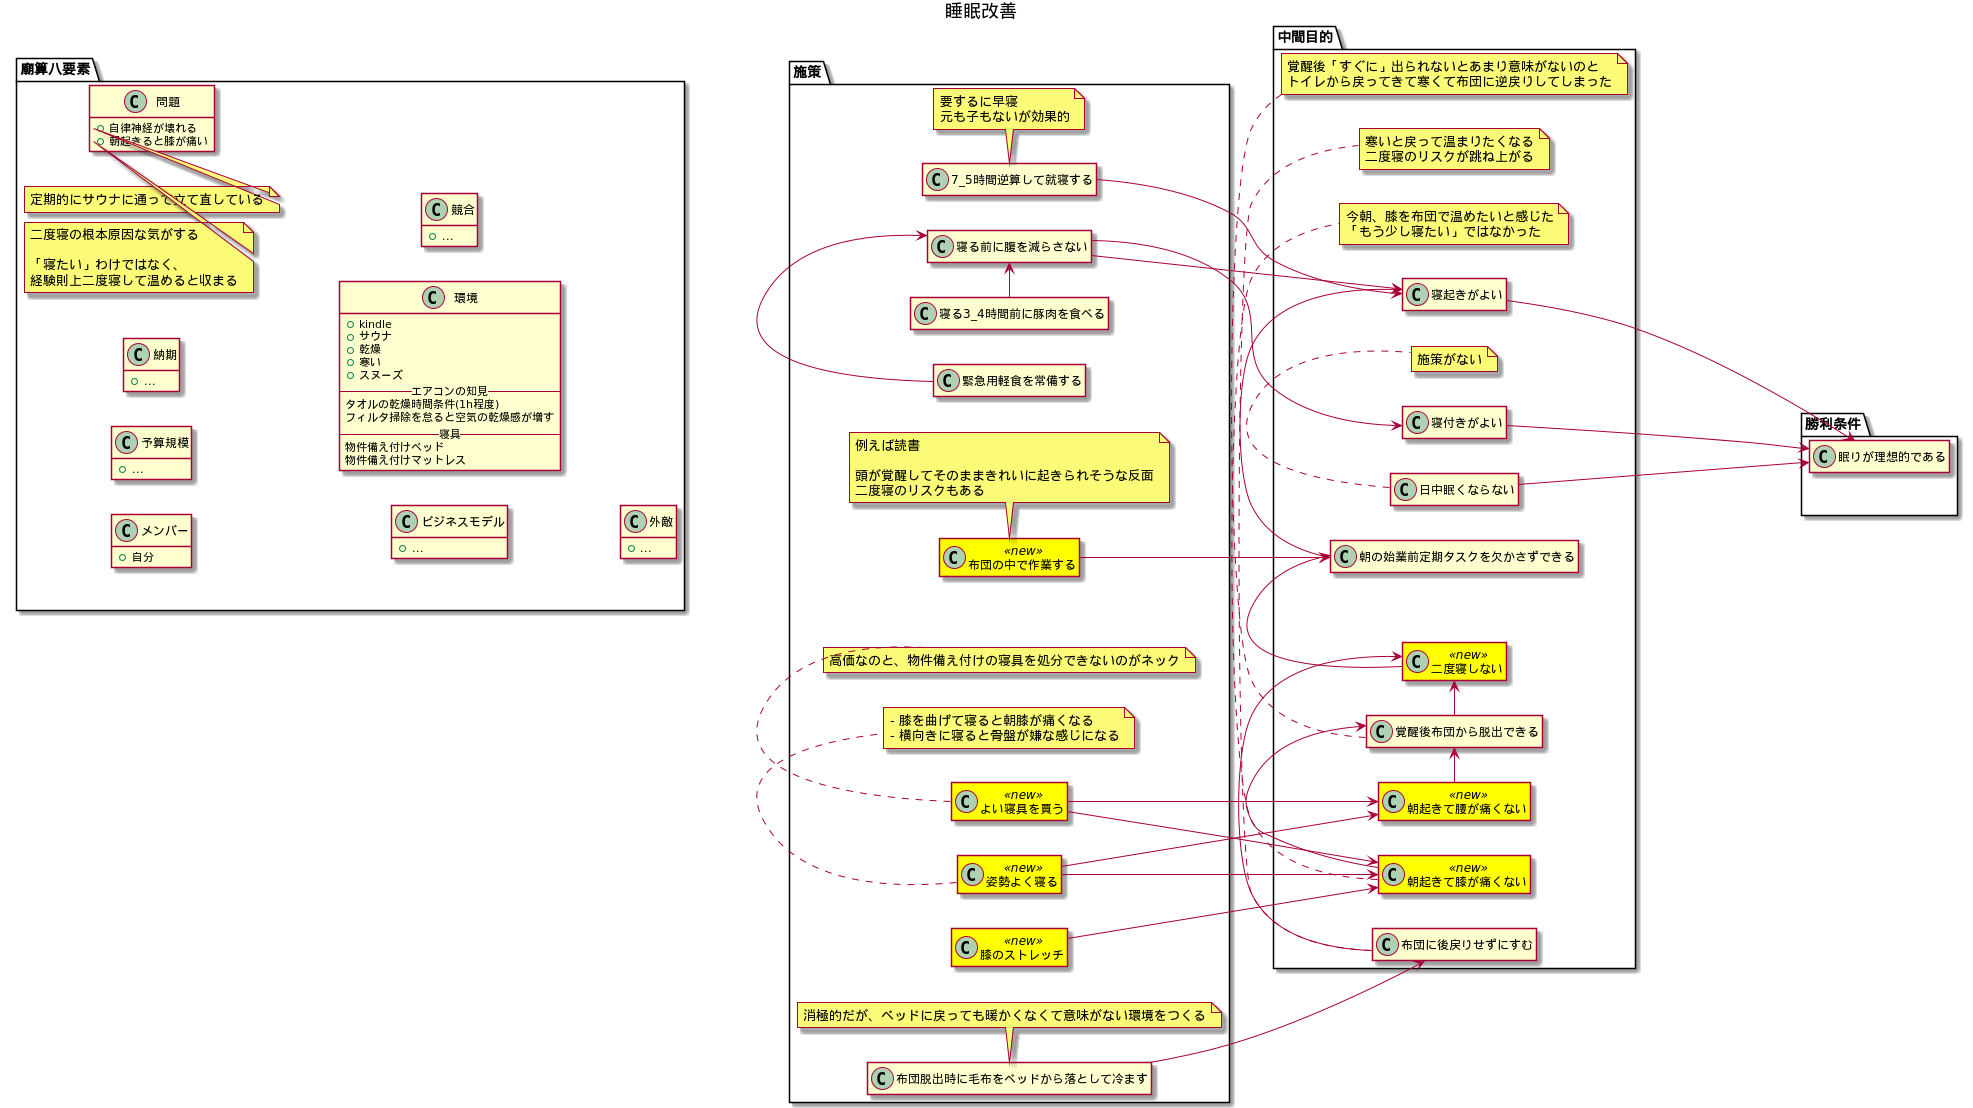 睡眠改善
廟算八要素
C 問題
自律神経が壊れる
朝起きると膝が痛い
定期的にサウナに通って立て直している
二度寝の根本原因な気がする
「寝たい」わけではなく、
経験則上二度寝して温めると収まる
C 競合
...
C 環境
kindle
サウナ
乾燥
寒い
スヌーズ
エアコンの知見
タオルの乾燥時間条件(1h程度)
フィルタ掃除を怠ると空気の乾燥感が増す
寝具
物件備え付けベッド
物件備え付けマットレス
C 納期
...
C 予算規模
...
C メンバー
自分
C ビジネスモデル
...
C 外敵
...
施策
要するに早寝
元も子もないが効果的
C 7_5時間逆算して就寝する
C 寝る前に腹を減らさない
C 寝る3_4時間前に豚肉を食べる
C 緊急用軽食を常備する
例えば読書
頭が覚醒してそのままきれいに起きられそうな反面
二度寝のリスクもある
«new»
C 布団の中で作業する
高価なのと、物件備え付けの寝具を処分できないのがネック
- 膝を曲げて寝ると朝膝が痛くなる
- 横向きに寝ると骨盤が嫌な感じになる
«new»
C よい寝具を買う
«new»
C 姿勢よく寝る
«new»
C 膝のストレッチ
消極的だが、ベッドに戻っても暖かくなくて意味がない環境をつくる
C 布団脱出時に毛布をベッドから落として冷ます
中間目的
覚醒後「すぐに」出られないとあまり意味がないのと
トイレから戻ってきて寒くて布団に逆戻りしてしまった
寒いと戻って温まりたくなる
二度寝のリスクが跳ね上がる
今朝、膝を布団で温めたいと感じた
「もう少し寝たい」ではなかった
C 寝起きがよい
施策がない
C 寝付きがよい
C 日中眠くならない
C 朝の始業前定期タスクを欠かさずできる
«new»
C 二度寝しない
C 覚醒後布団から脱出できる
«new»
C 朝起きて腰が痛くない
«new»
C 朝起きて膝が痛くない
C 布団に後戻りせずにすむ
勝利条件
C 眠りが理想的である